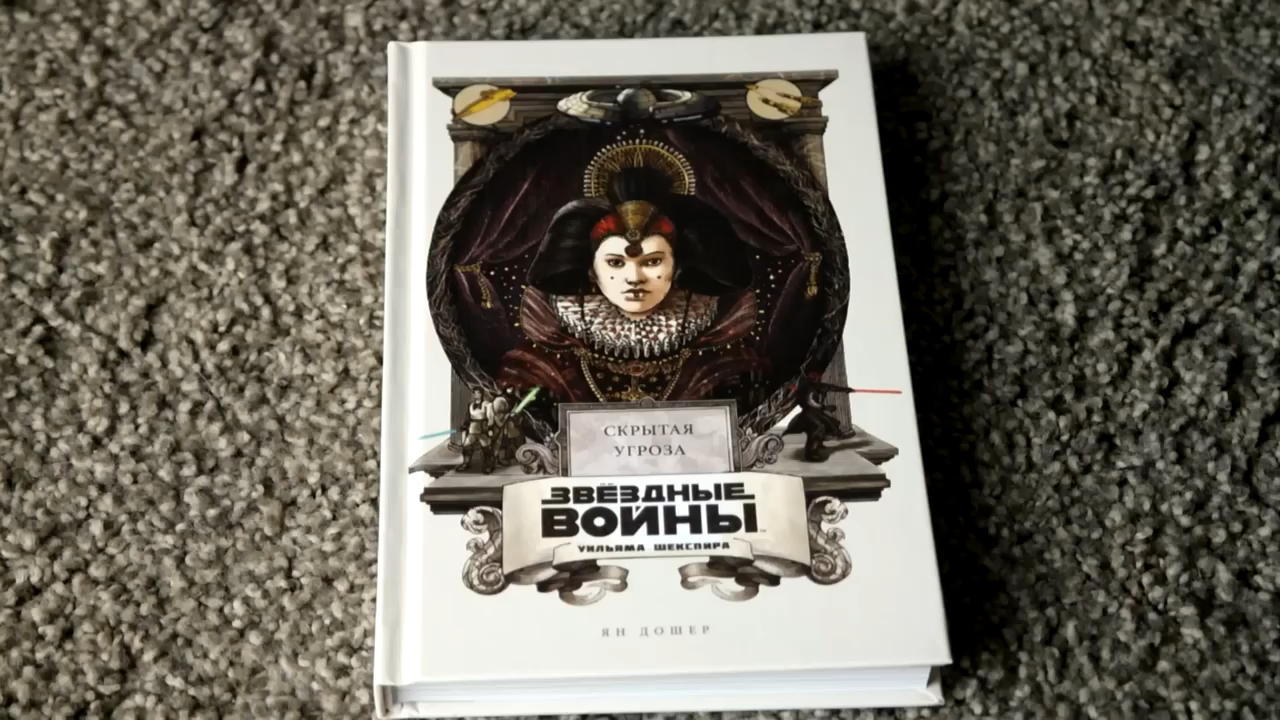 СКРЫТАЯ
УГРОЗА
ЗВЁЗДНЫЕ
ВОЙНЫ
УИЛЬЯМА ШЕКСПИРА
ЯН ДОШЕР